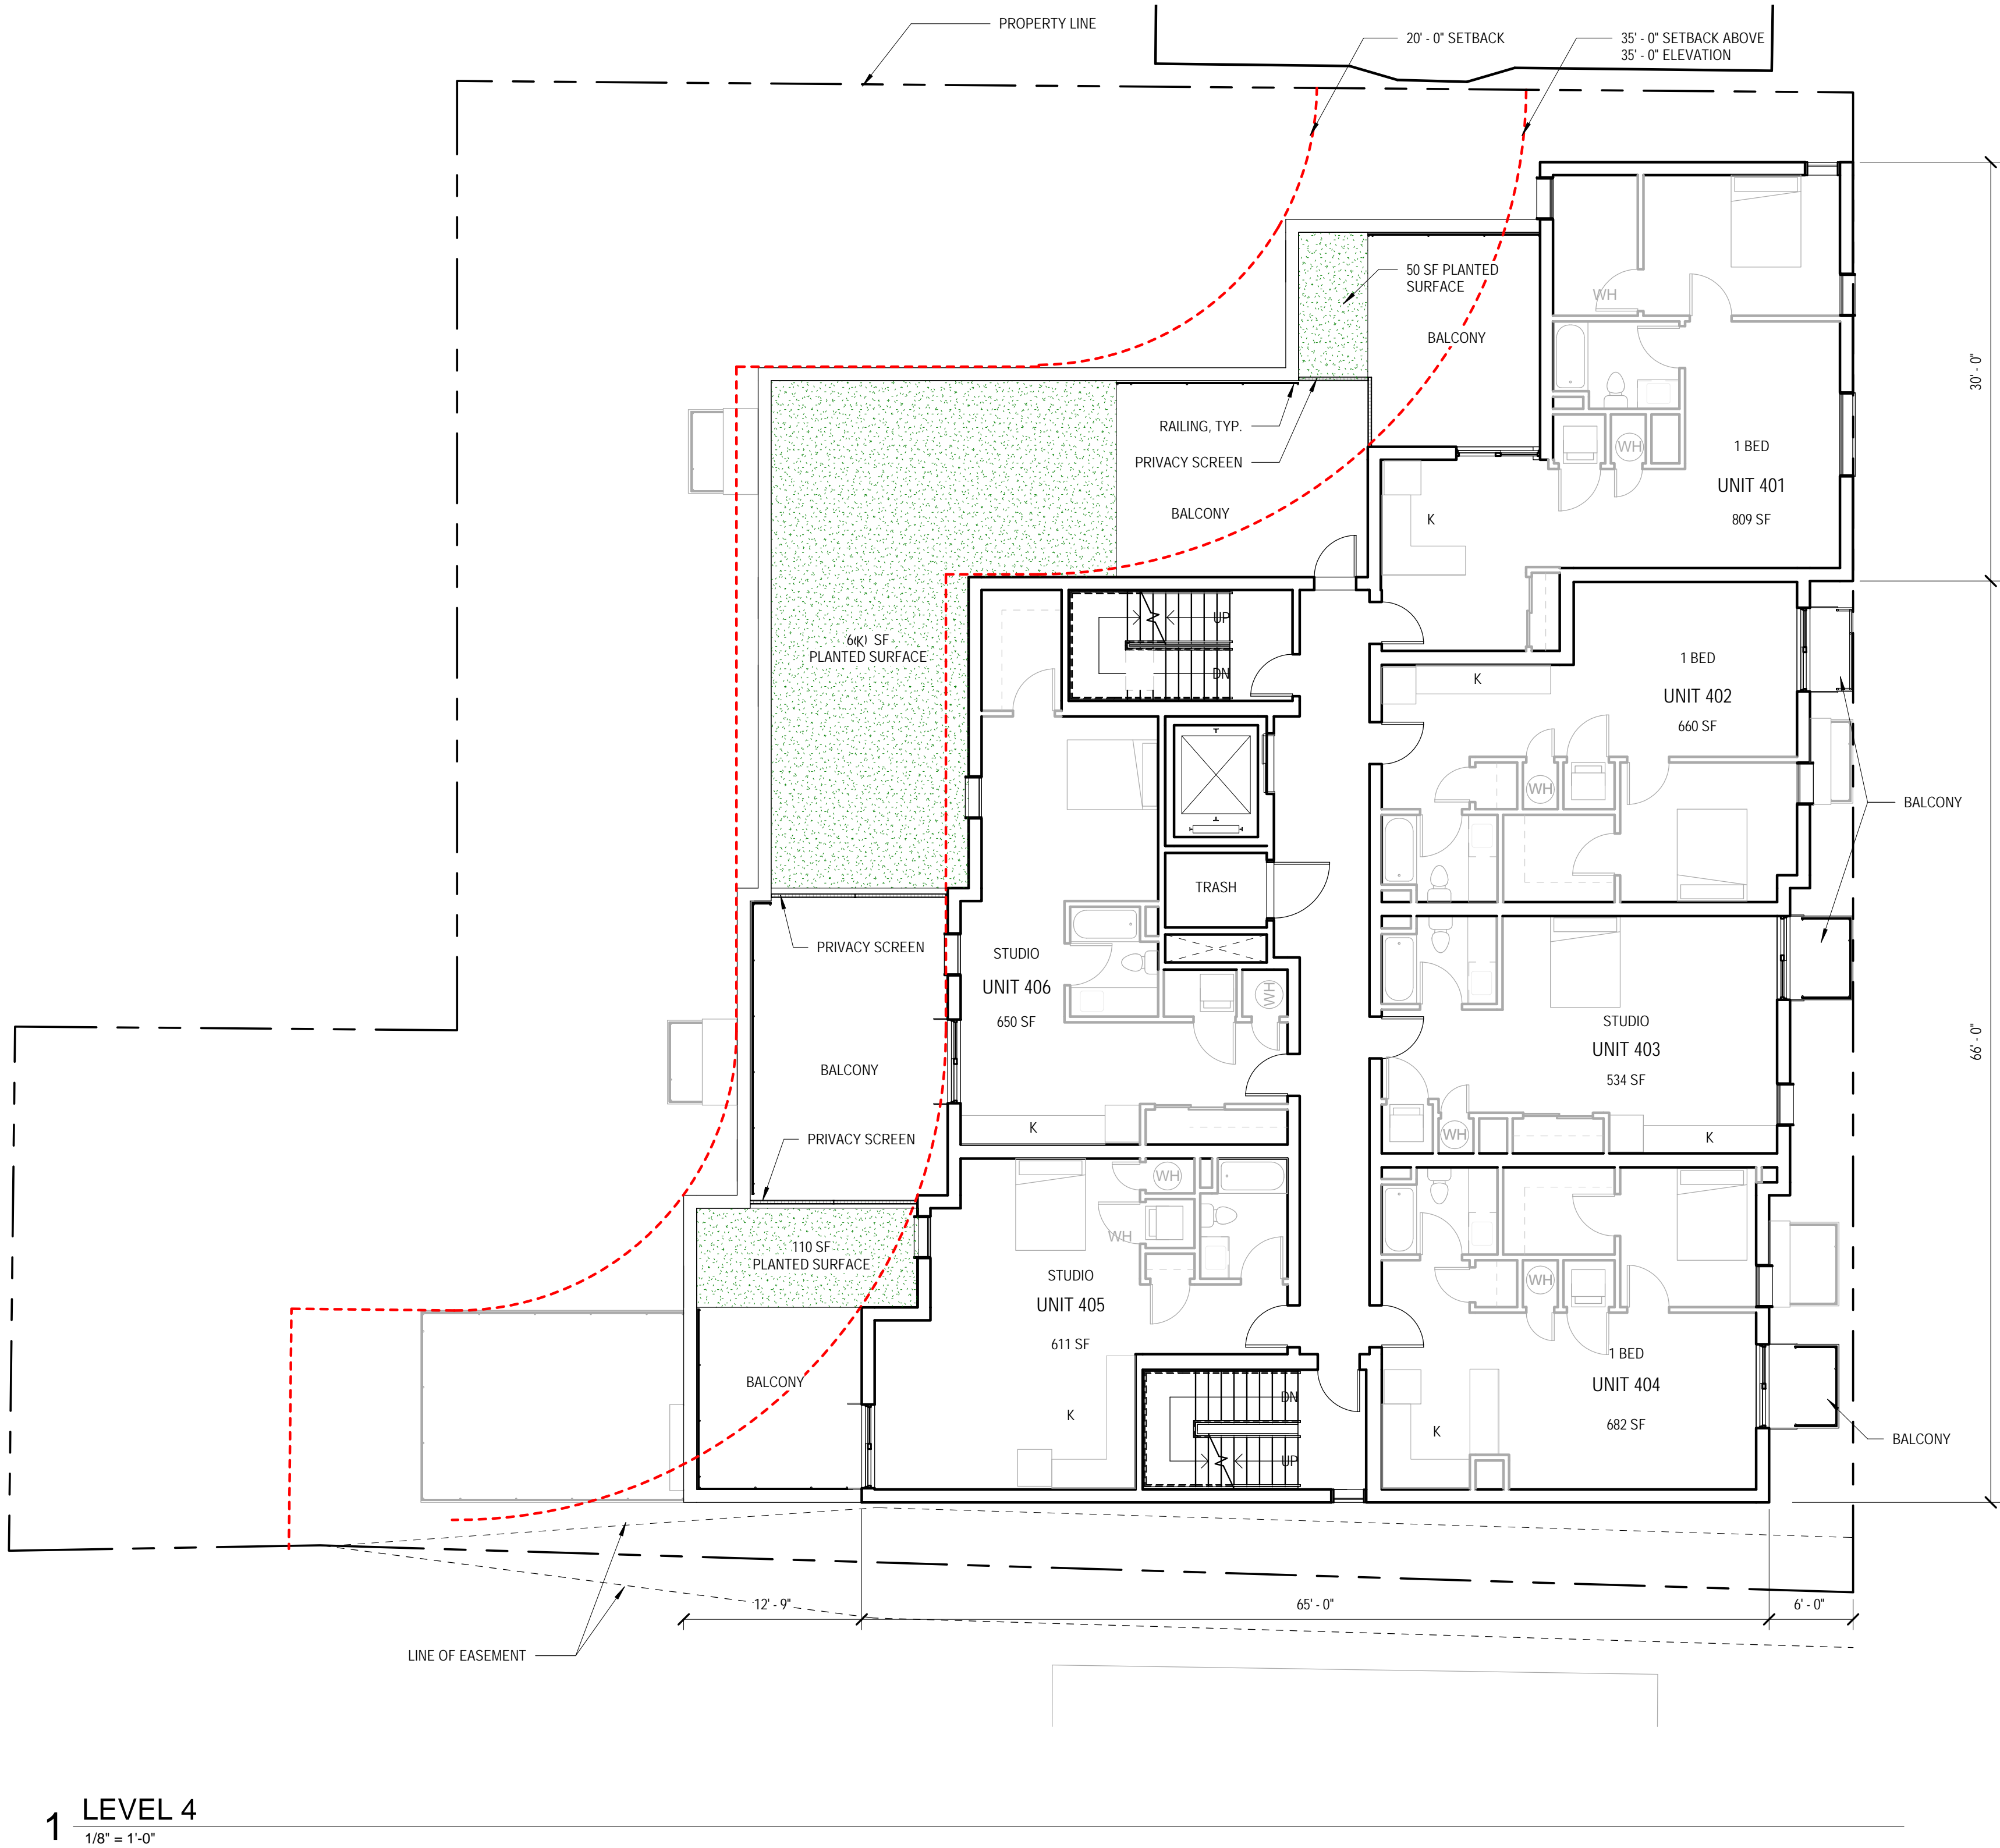 PROPERTY LINE
20' - 0" SETBACK
35' - 0" SETBACK ABOVE
35' - 0" ELEVATION
50 SF PLANTED
SURFACE
WH
BALCONY
30' - 0"
RAILING, TYP.
PRIVACY SCREEN
WH
1 BED
UNIT 401
809 SF
BALCONY
K
UP
DN
6(K) SF
PLANTED SURFACE
K
1 BED
UNIT 402
660 SF
WH
BALCONY
TRASH
PRIVACY SCREEN
STUDIO
UNIT 406
650 SF
WH
STUDIO
UNIT 403
534 SF
66' - 0"
BALCONY
K
PRIVACY SCREEN
WH
K
WH
WH
110 SF
PLANTED SURFACE
STUDIO
UNIT 405
611 SF
WH
1 BED
UNIT 404
682 SF
BALCONY
K
DN
UP
K
BALCONY
12' - 9"
65' - 0"
6' - 0"
LINE OF EASEMENT
1 LEVEL 4
1/8" = 1'-0"